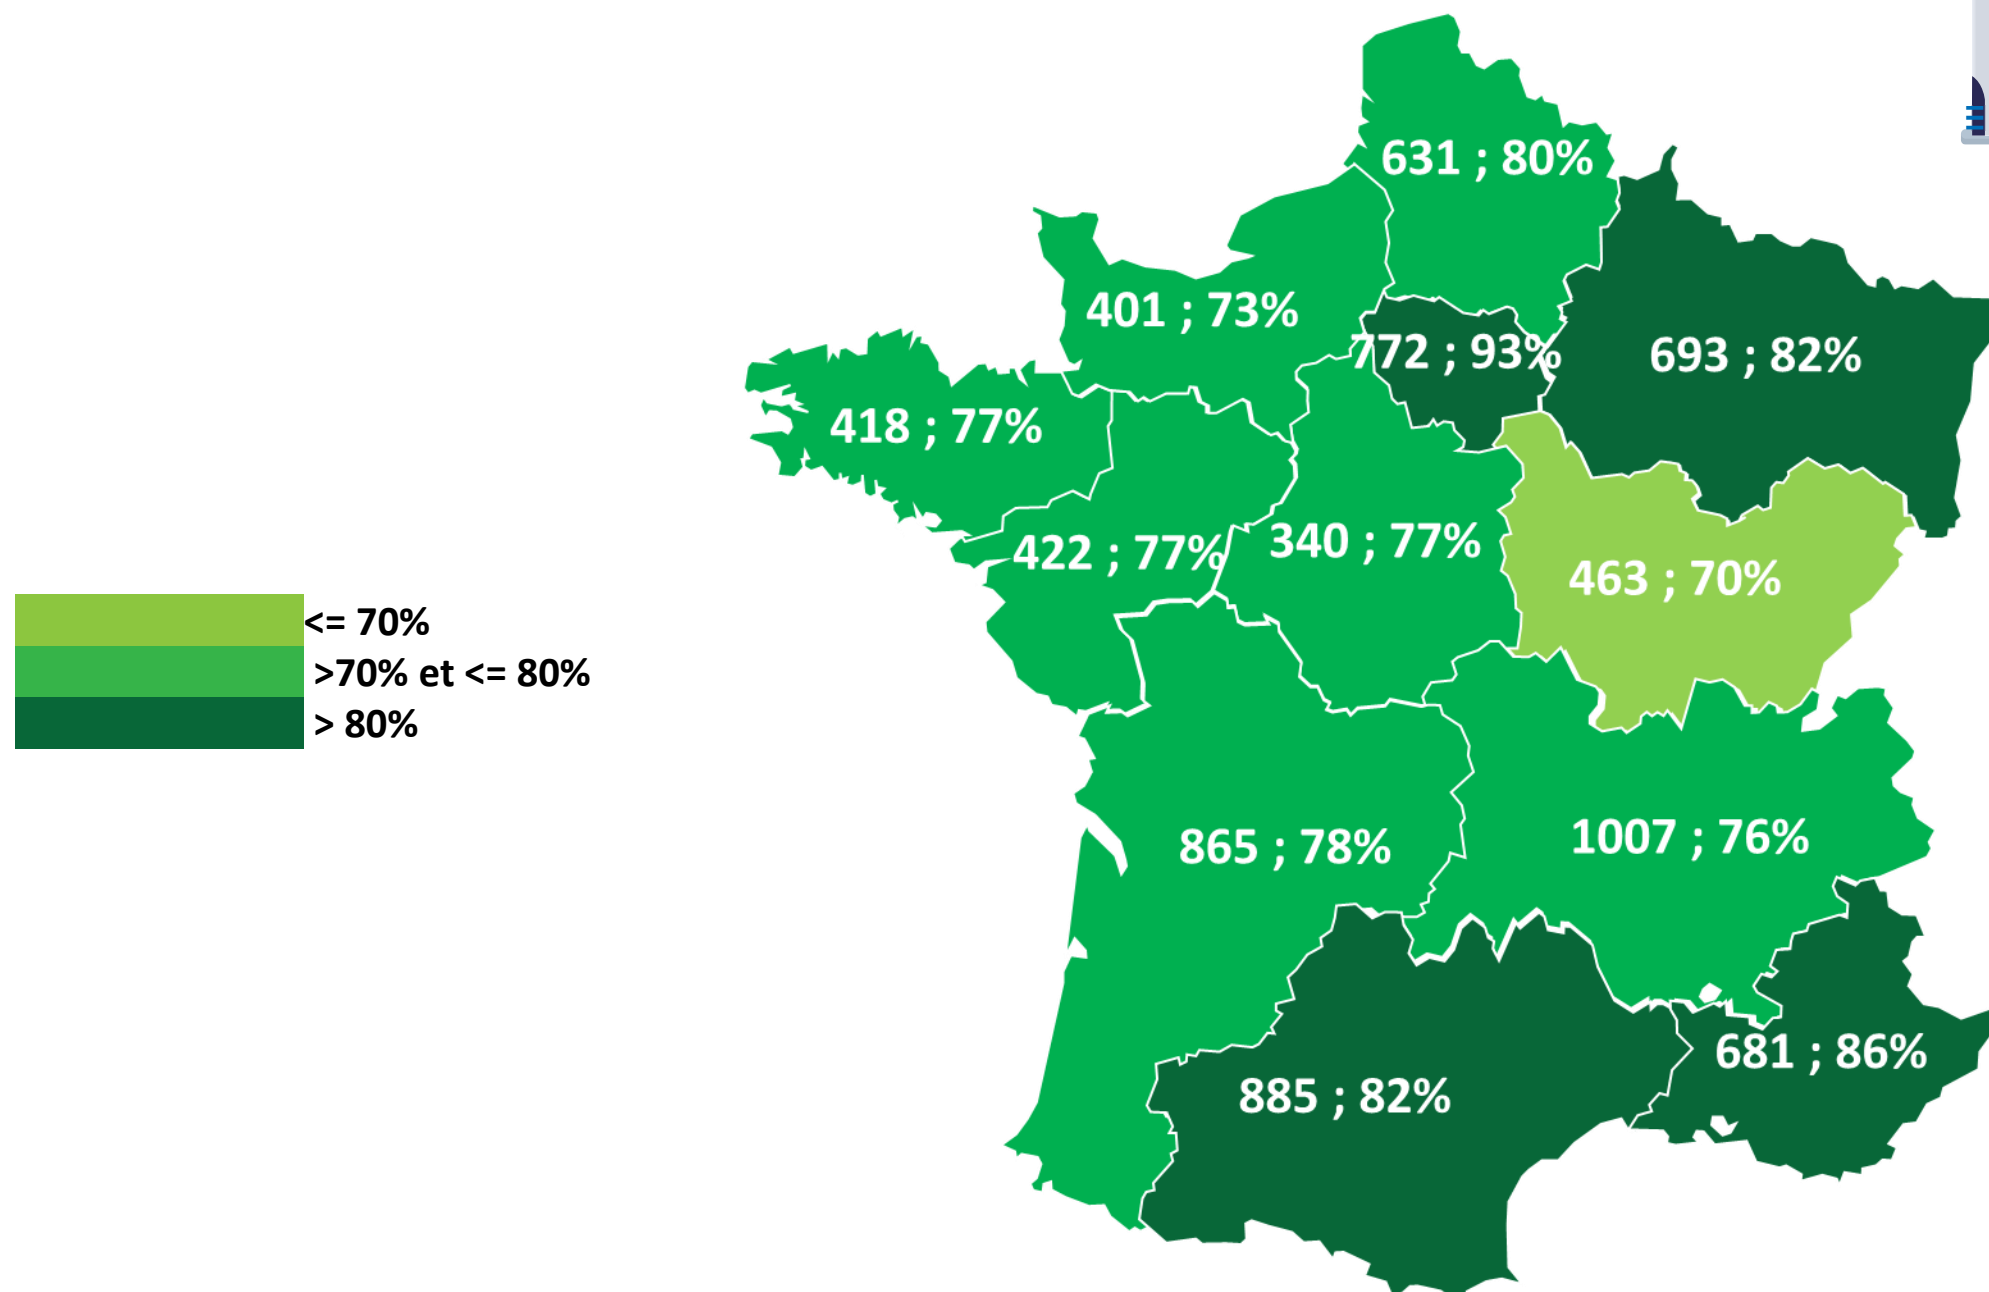 631 ; 80%
401 ; 73%
772 ; 93%
693 ; 82%
418 ; 77%
422 ; 77%
340 ; 77%
463 ; 70%
<= 70%
>70% et <= 80%
> 80%
865 ; 78%
1007 ; 76%
681 ; 86%
885 ; 82%